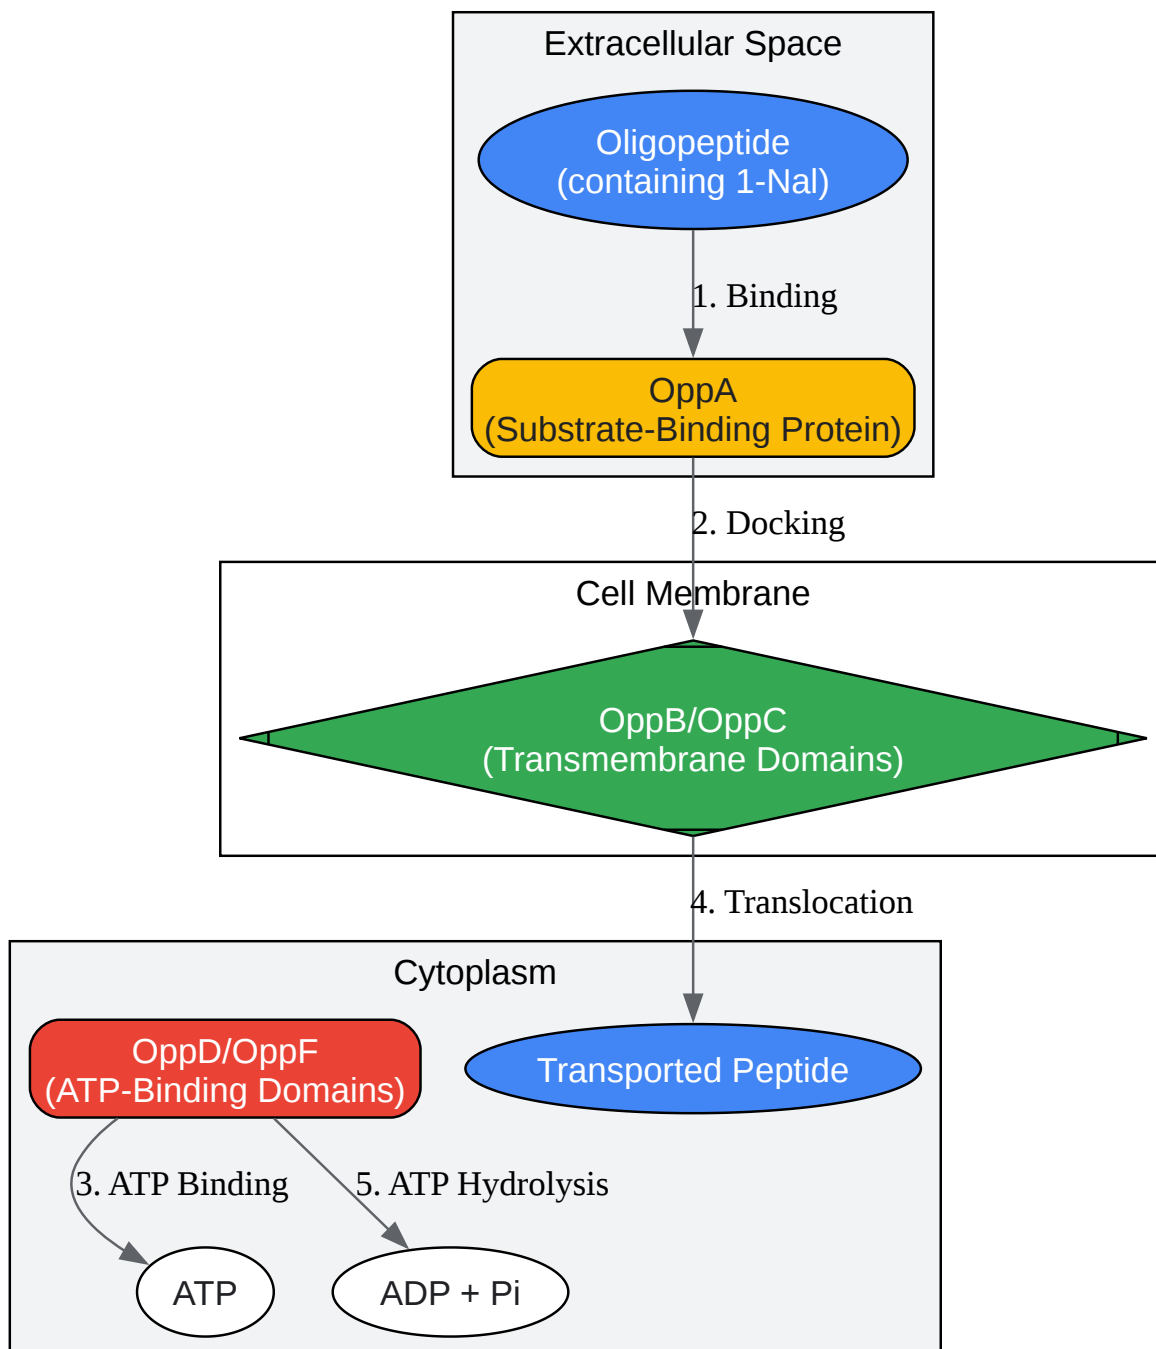 Extracellular Space
Oligopeptide
(containing 1-Nal)
1. Binding
OppA
(Substrate-Binding Protein)
2. Docking
Cell Membrane
OppB/OppC
(Transmembrane Domains)
4. Translocation
Cytoplasm
OppD/OppF
(ATP-Binding Domains)
Transported Peptide
3. ATP Binding
5. ATP Hydrolysis
ATP
ADP + Pi